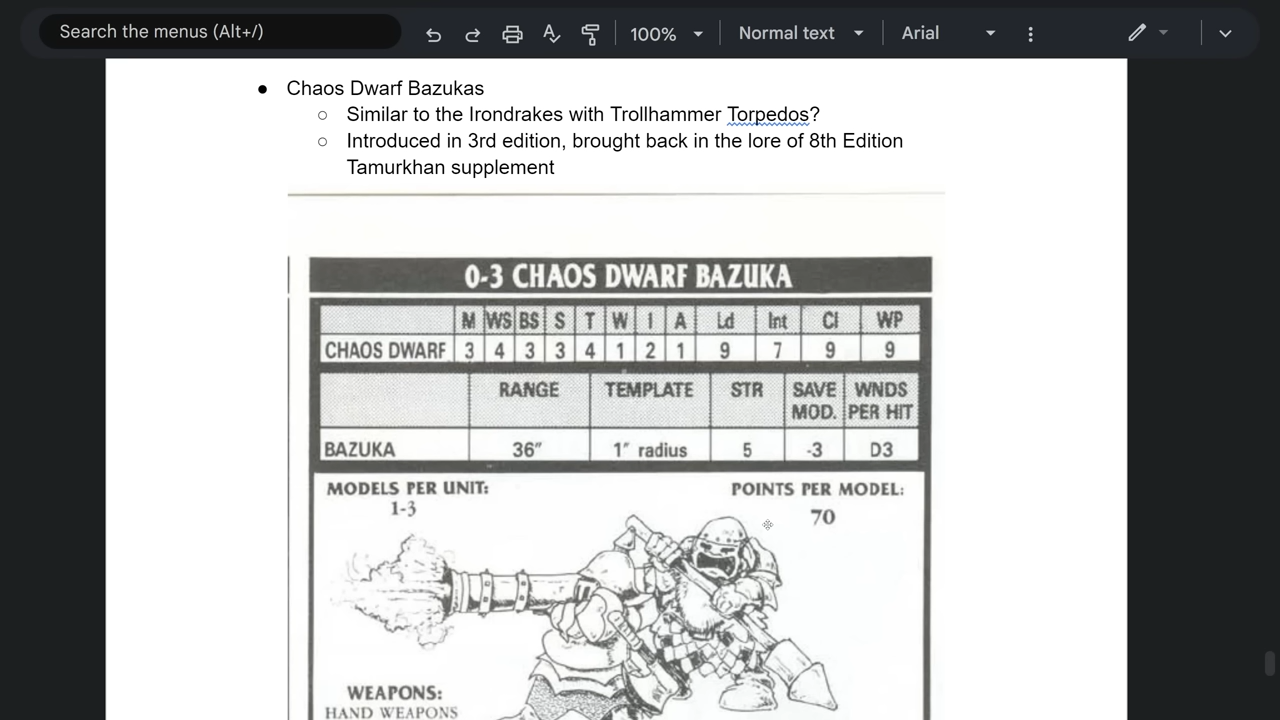 Search the menus (Alt+/) 100% Normal text Arial
● Chaos Dwarf Bazukas
○ Similar to the Irondrakes with Trollhammer Torpedos?
○ Introduced in 3rd edition, brought back in the lore of 8th Edition
Tamurkhan supplement
0-3 CHAOS DWARF BAZUKA
M WS BS S T W I A Ld Int Cl WP
CHAOS DWARF 3 4 3 3 4 1 2 1 9 7 9 9
RANGE TEMPLATE STR SAVE MOD. WNDS PER HIT
BAZUKA 36" 1" radius 5 -3 D3
MODELS PER UNIT:
1-3
POINTS PER MODEL:
70
WEAPONS:
HAND WEAPONS